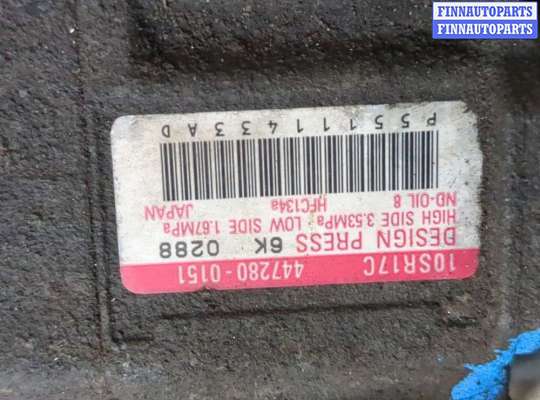 FINNAUTOPARTS
FINNAUTOPARTS
10SR17C
447280-0151
DESIGN PRESS 6K 0288
HIGH SIDE 3.53MPa LOW SIDE 1.67MPa
ND-OIL 8 HFC134a JAPAN
P55111433AD